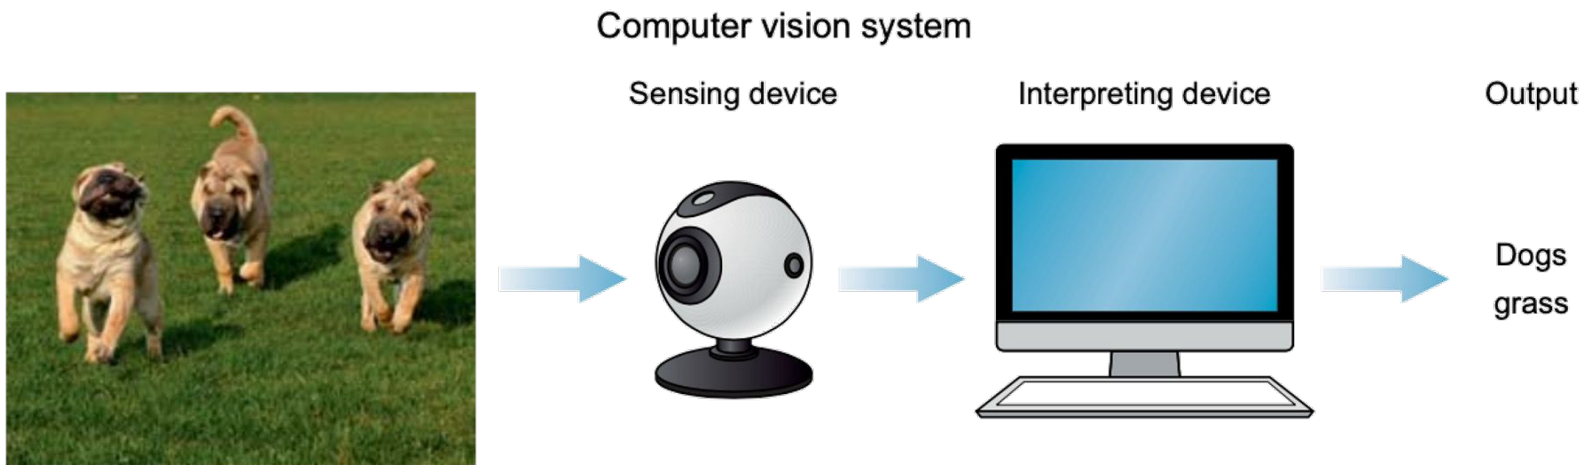 Computer vision system
Sensing device
Interpreting device
Output
Dogs
grass